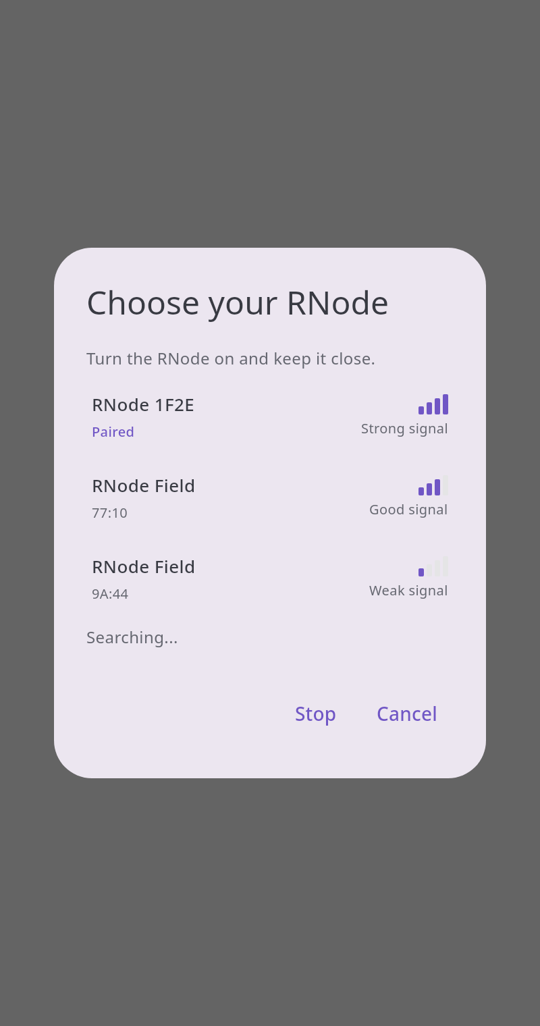 Choose your RNode
Turn the RNode on and keep it close.
RNode 1F2E
Paired
Strong signal
RNode Field
77:10
Good signal
RNode Field
9A:44
Weak signal
Searching...
Stop
Cancel